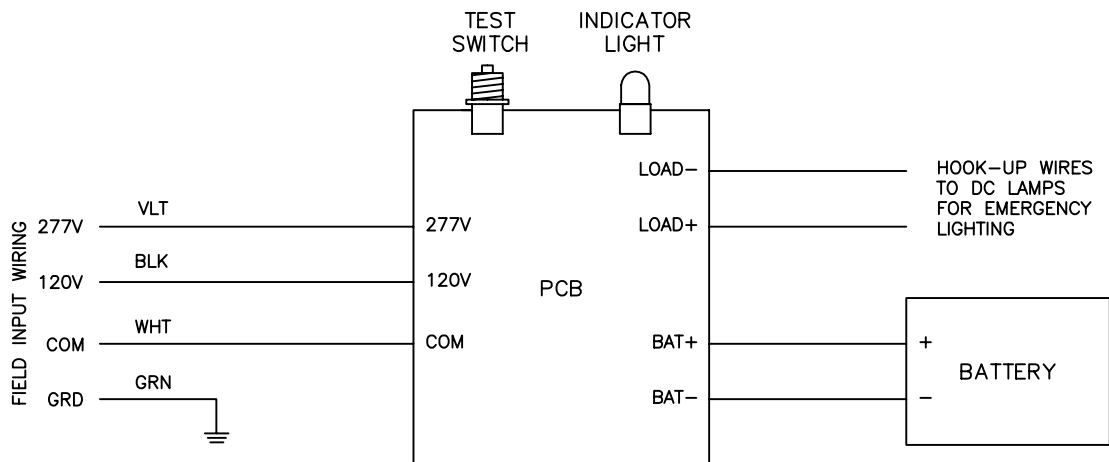 TEST
SWITCH
INDICATOR
LIGHT
FIELD INPUT WIRING
277V
VLT
277V
120V
BLK
120V
COM
WHT
COM
GRD
GRN
PCB
LOAD-
LOAD+
HOOK-UP WIRES
TO DC LAMPS
FOR EMERGENCY
LIGHTING
BAT+
BAT-
+
BATTERY
-